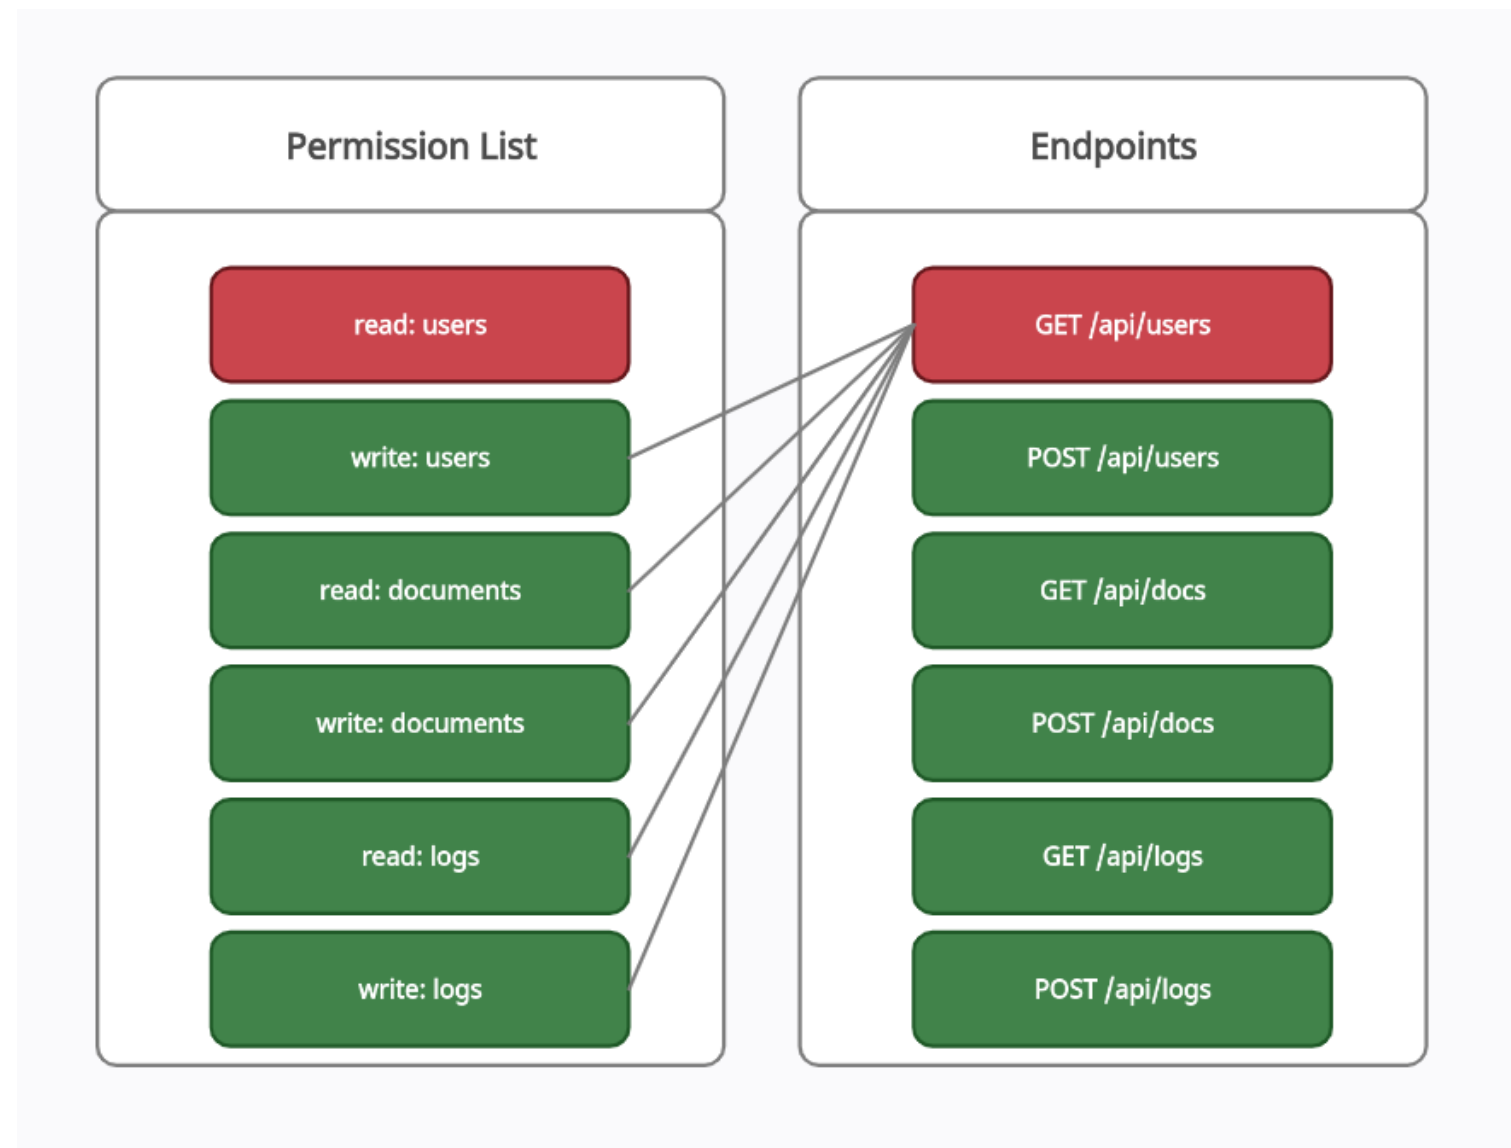 Permission List
read: users
write: users
read: documents
write: documents
read: logs
write: logs
Endpoints
GET /api/users
POST /api/users
GET /api/docs
POST /api/docs
GET /api/logs
POST /api/logs